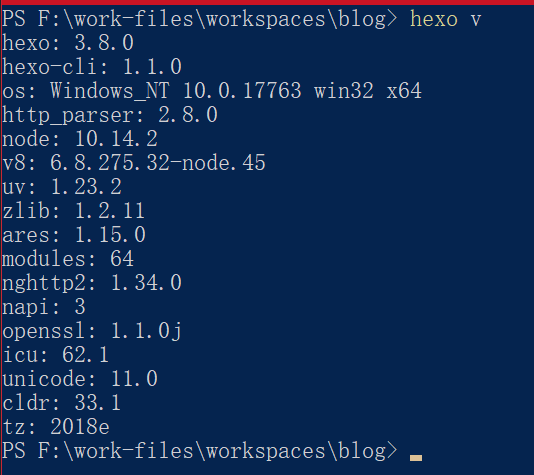 PS F:\work-files\workspaces\blog> hexo v
hexo: 3.8.0
hexo-cli: 1.1.0
os: Windows_NT 10.0.17763 win32 x64
http_parser: 2.8.0
node: 10.14.2
v8: 6.8.275.32-node.45
uv: 1.23.2
zlib: 1.2.11
ares: 1.15.0
modules: 64
nghttp2: 1.34.0
napi: 3
openssl: 1.1.0j
icu: 62.1
unicode: 11.0
cldr: 33.1
tz: 2018e
PS F:\work-files\workspaces\blog>